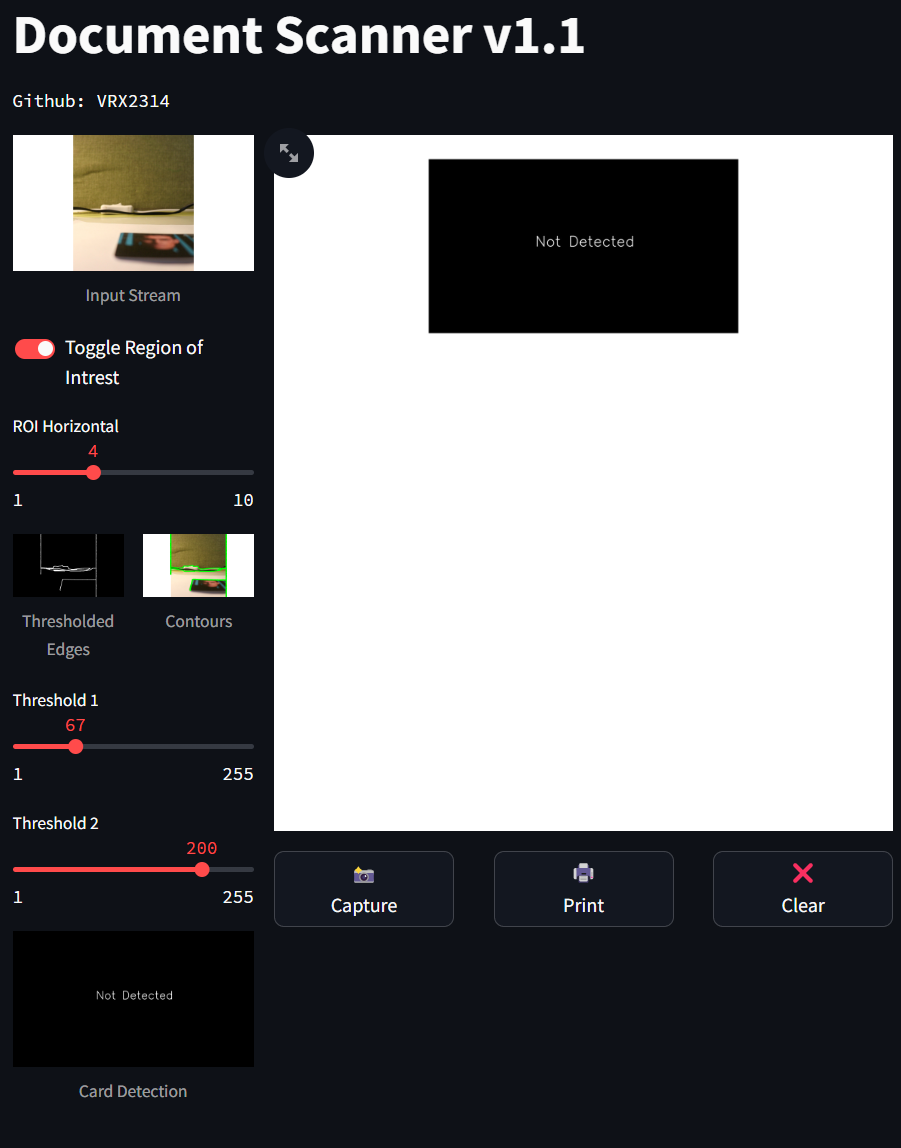 Document Scanner v1.1
Github: VRX2314
Input Stream
Toggle Region of
Intrest
ROI Horizontal
4
1 10
Thresholded
Edges
Contours
Threshold 1
67
1 255
Threshold 2
200
1 255
Not Detected
Card Detection
Not Detected
Capture
Print
Clear